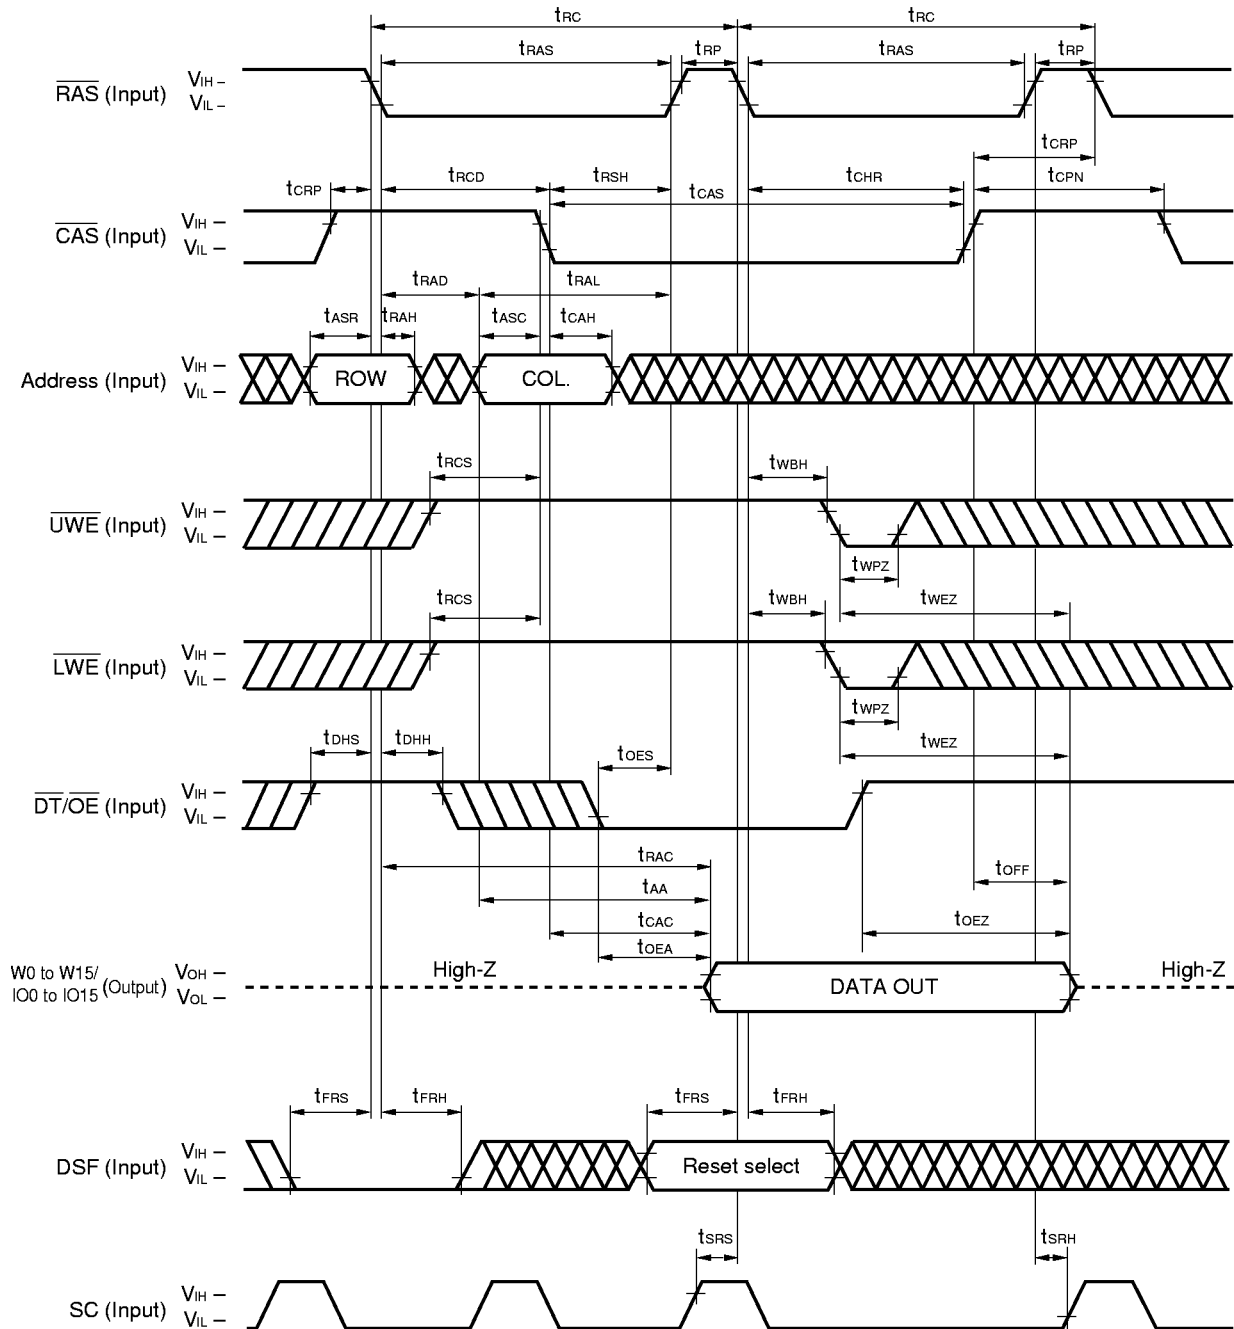 tRC tRC
tRAS tRP tRAS tRP
RAS (Input) VIH
VIL
tCRP
tCRP tRCD tRSH tCHR tCPN
tCAS
CAS (Input) VIH
VIL
tRAD tRAL
tASR tRAH tASC tCAH
Address (Input) VIH
VIL
ROW COL.
tRCS tWBH
UWE (Input) VIH
VIL
tWPZ
tRCS tWBH tWEZ
LWE (Input) VIH
VIL
tWPZ
tDHS tDHH tOES tWEZ
DT/OE (Input) VIH
VIL
tRAC
tOFF
tAA
tCAC tOEZ
tOEA
W0 to W15/
IO0 to IO15 (Output) VOH
VOL
High-Z DATA OUT High-Z
tFRS tFRH tFRS tFRH
DSF (Input) VIH
VIL
Reset select
tSRS tSRH
SC (Input) VIH
VIL